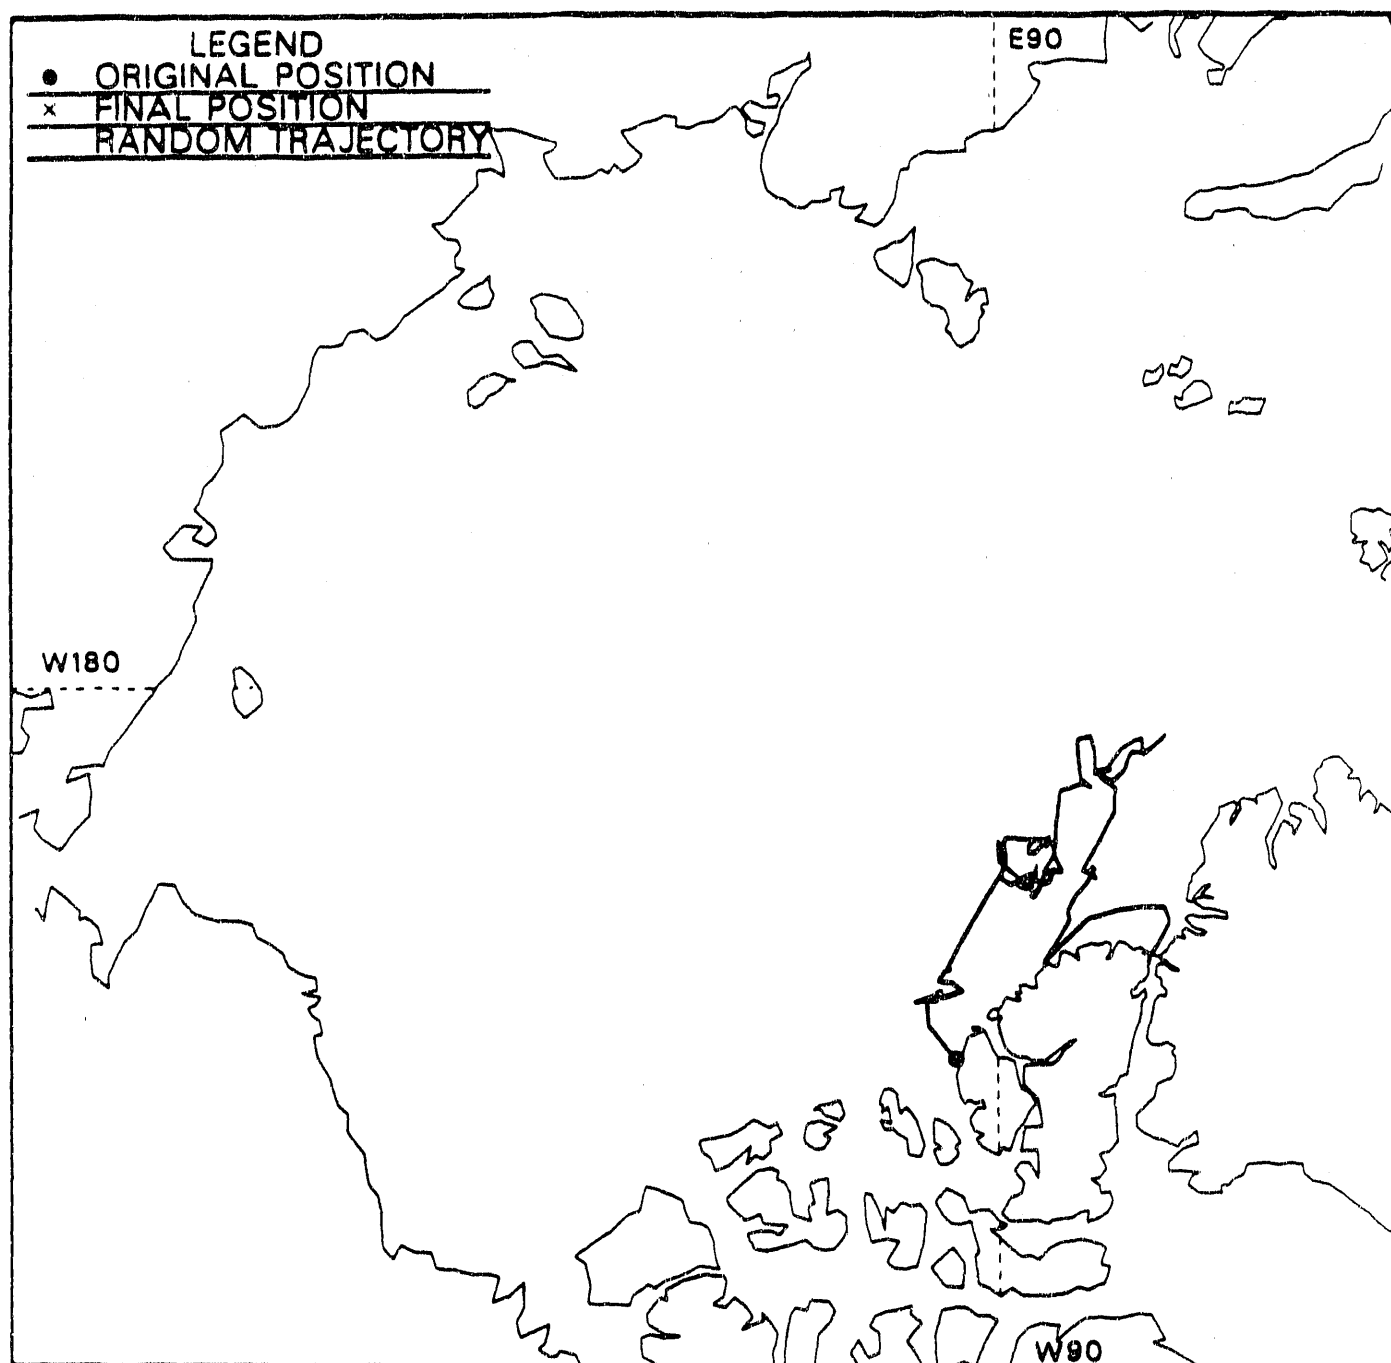 LEGEND
● ORIGINAL POSITION
× FINAL POSITION
RANDOM TRAJECTORY
E90
W180
W90